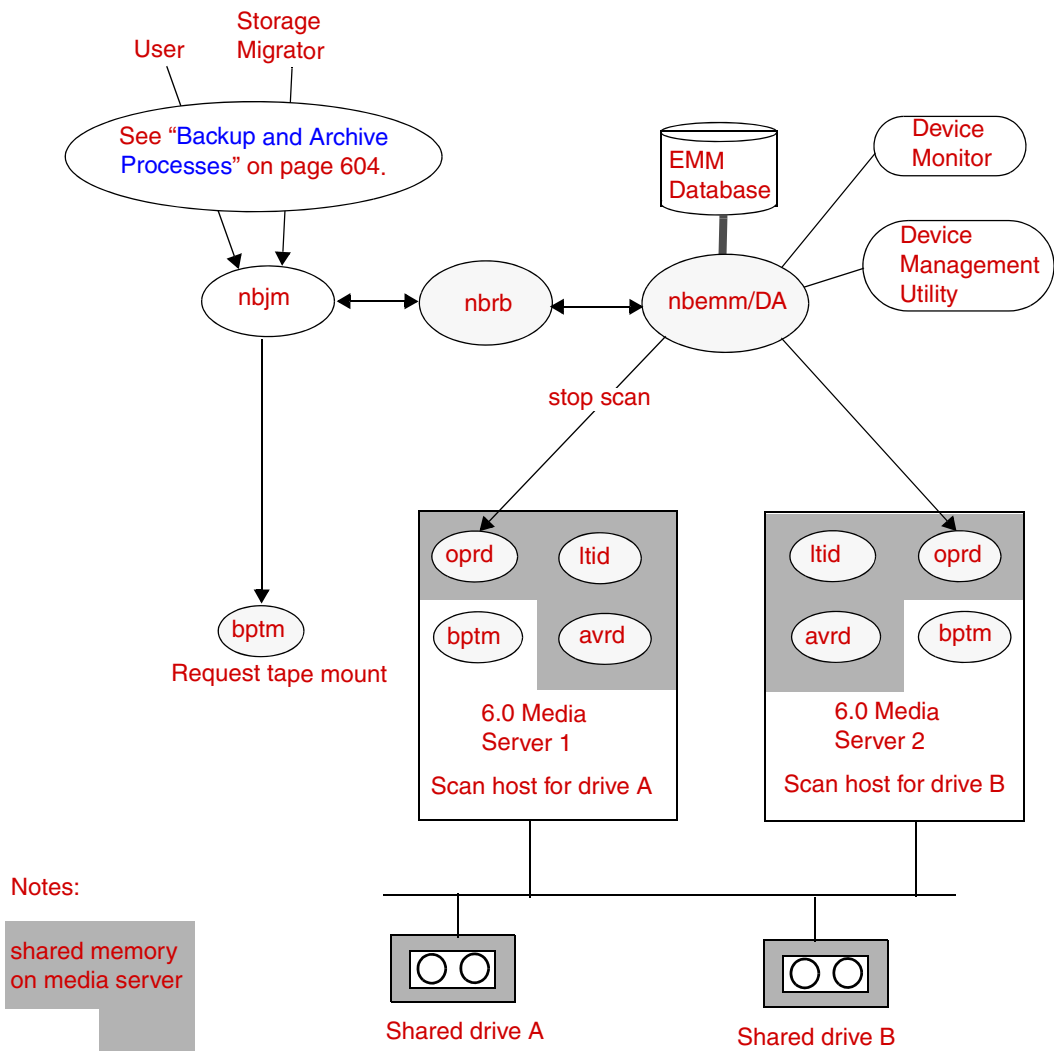 User
Storage
Migrator
See “Backup and Archive
Processes” on page 604.
EMM
Database
Device
Monitor
Device
Management
Utility
nbjm
nbrb
nbemm/DA
stop scan
bptm
Request tape mount
oprd
ltid
bptm
avrd
6.0 Media
Server 1
Scan host for drive A
ltid
oprd
avrd
bptm
6.0 Media
Server 2
Scan host for drive B
Notes:
shared memory
on media server
Shared drive A
Shared drive B